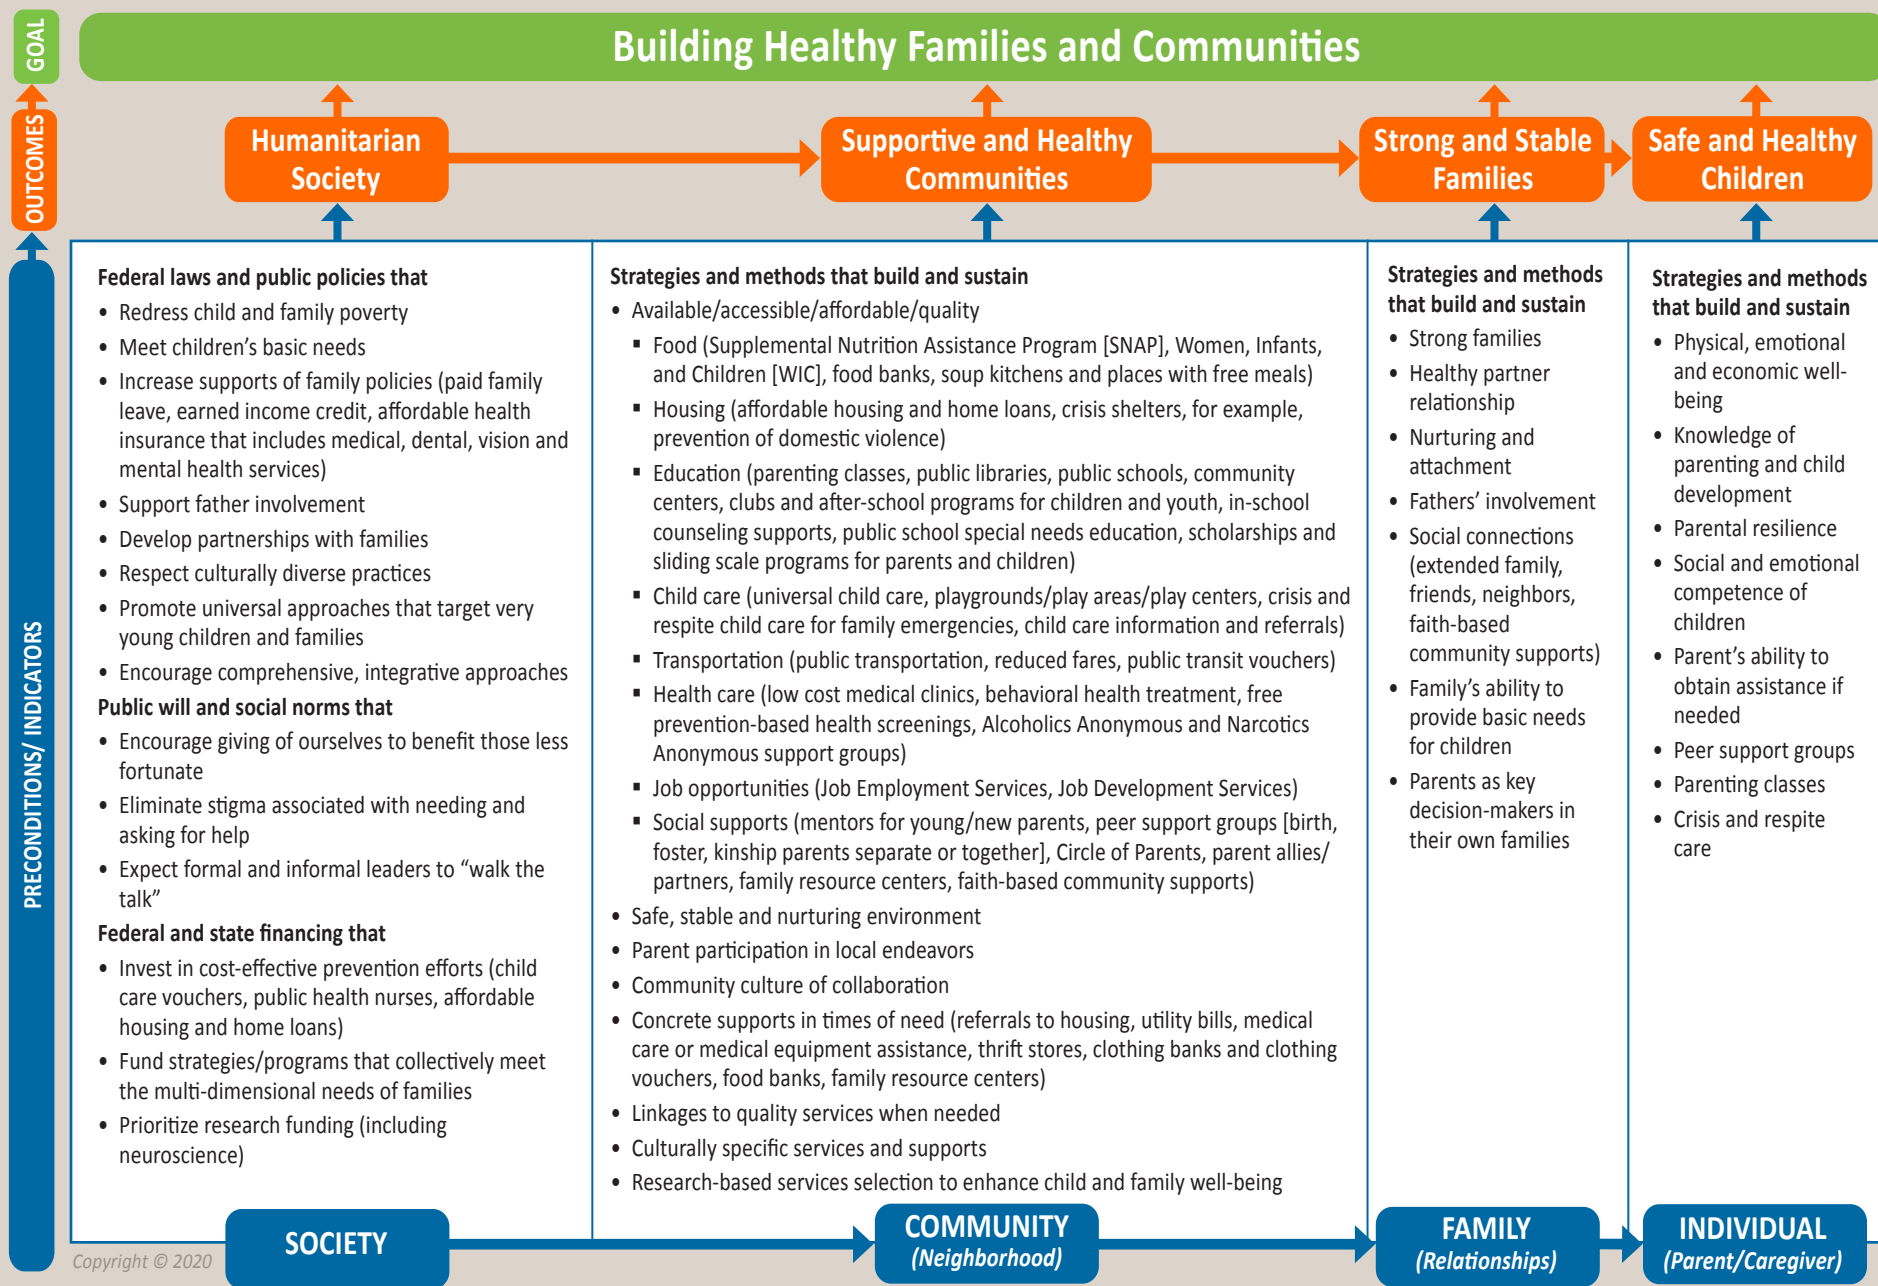 GOAL
Building Healthy Families and Communities
OUTCOMES
Humanitarian
Society
Supportive and Healthy
Communities
Strong and Stable
Families
Safe and Healthy
Children
PRECONDITIONS/ INDICATORS
Federal laws and public policies that
• Redress child and family poverty
• Meet children’s basic needs
• Increase supports of family policies (paid family
leave, earned income credit, affordable health
insurance that includes medical, dental, vision and
mental health services)
• Support father involvement
• Develop partnerships with families
• Respect culturally diverse practices
• Promote universal approaches that target very
young children and families
• Encourage comprehensive, integrative approaches
Public will and social norms that
• Encourage giving of ourselves to benefit those less
fortunate
• Eliminate stigma associated with needing and
asking for help
• Expect formal and informal leaders to “walk the
talk”
Federal and state financing that
• Invest in cost-effective prevention efforts (child
care vouchers, public health nurses, affordable
housing and home loans)
• Fund strategies/programs that collectively meet
the multi-dimensional needs of families
• Prioritize research funding (including
neuroscience)
Strategies and methods that build and sustain
• Available/accessible/affordable/quality
▪ Food (Supplemental Nutrition Assistance Program [SNAP], Women, Infants,
and Children [WIC], food banks, soup kitchens and places with free meals)
▪ Housing (affordable housing and home loans, crisis shelters, for example,
prevention of domestic violence)
▪ Education (parenting classes, public libraries, public schools, community
centers, clubs and after-school programs for children and youth, in-school
counseling supports, public school special needs education, scholarships and
sliding scale programs for parents and children)
▪ Child care (universal child care, playgrounds/play areas/play centers, crisis and
respite child care for family emergencies, child care information and referrals)
▪ Transportation (public transportation, reduced fares, public transit vouchers)
▪ Health care (low cost medical clinics, behavioral health treatment, free
prevention-based health screenings, Alcoholics Anonymous and Narcotics
Anonymous support groups)
▪ Job opportunities (Job Employment Services, Job Development Services)
▪ Social supports (mentors for young/new parents, peer support groups [birth,
foster, kinship parents separate or together], Circle of Parents, parent allies/
partners, family resource centers, faith-based community supports)
• Safe, stable and nurturing environment
• Parent participation in local endeavors
• Community culture of collaboration
• Concrete supports in times of need (referrals to housing, utility bills, medical
care or medical equipment assistance, thrift stores, clothing banks and clothing
vouchers, food banks, family resource centers)
• Linkages to quality services when needed
• Culturally specific services and supports
• Research-based services selection to enhance child and family well-being
Strategies and methods
that build and sustain
• Strong families
• Healthy partner
relationship
• Nurturing and
attachment
• Fathers’ involvement
• Social connections
(extended family,
friends, neighbors,
faith-based
community supports)
• Family’s ability to
provide basic needs
for children
• Parents as key
decision-makers in
their own families
Strategies and methods
that build and sustain
• Physical, emotional
and economic well-
being
• Knowledge of
parenting and child
development
• Parental resilience
• Social and emotional
competence of
children
• Parent’s ability to
obtain assistance if
needed
• Peer support groups
• Parenting classes
• Crisis and respite
care
SOCIETY
COMMUNITY
(Neighborhood)
FAMILY
(Relationships)
INDIVIDUAL
(Parent/Caregiver)
Copyright © 2020